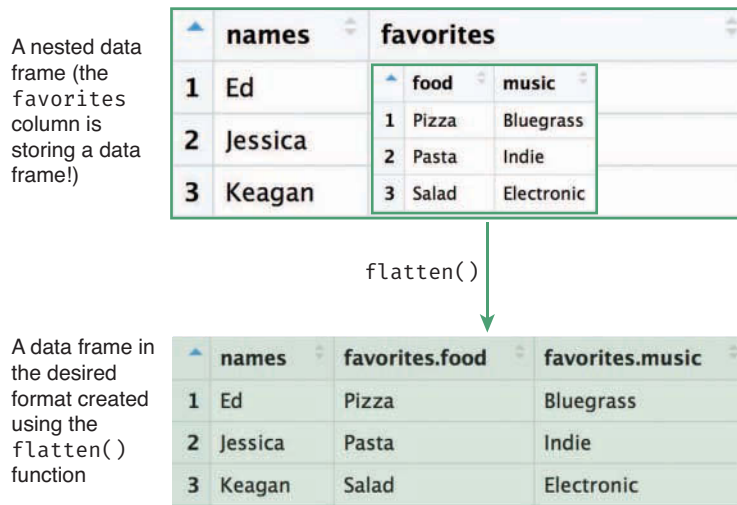 A nested data
frame (the
favorites
column is
storing a data
frame!)
names favorites
1 Ed
2 Jessica
3 Keagan
food music
1 Pizza Bluegrass
2 Pasta Indie
3 Salad Electronic
flatten()
A data frame in
the desired
format created
using the
flatten()
function
names favorites.food favorites.music
1 Ed Pizza Bluegrass
2 Jessica Pasta Indie
3 Keagan Salad Electronic